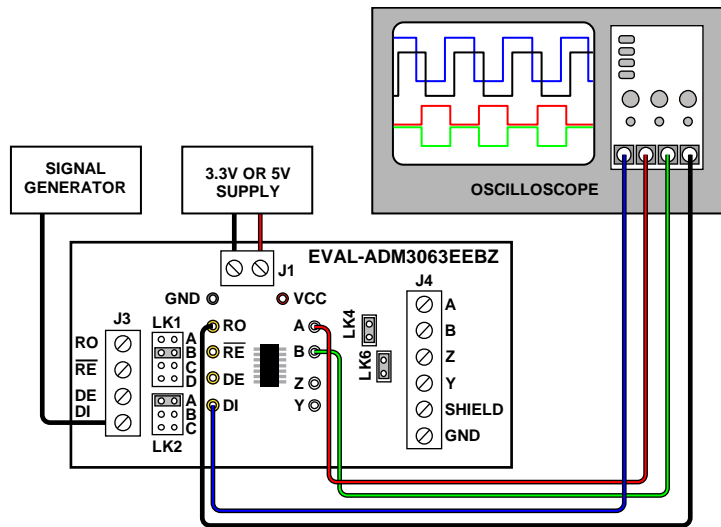 SIGNAL
GENERATOR
3.3V OR 5V
SUPPLY
OSCILLOSCOPE
EVAL-ADM3063EEBZ
J1
GND
VCC
J3
RO
RE
DE
DI
LK1
A
B
C
D
A
B
C
LK2
RO
RE
DE
DI
A
B
Z
Y
LK4
LK6
J4
A
B
Z
Y
SHIELD
GND